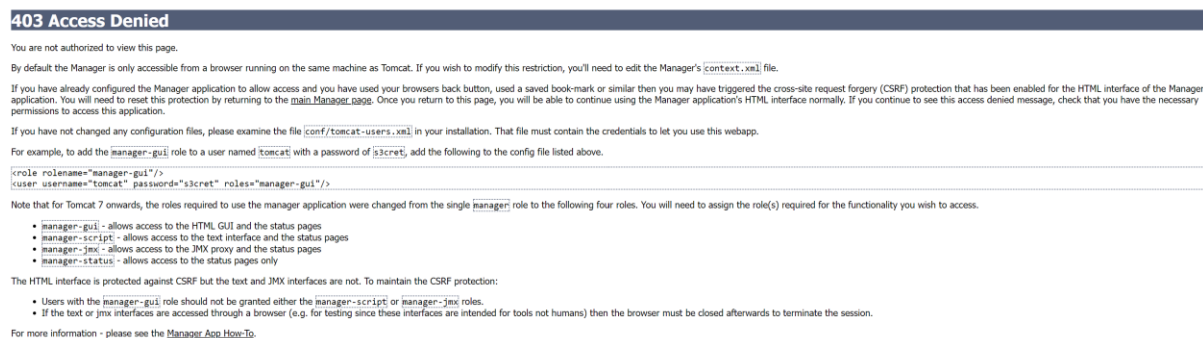 403 Access Denied
You are not authorized to view this page.
By default the Manager is only accessible from a browser running on the same machine as Tomcat. If you wish to modify this restriction, you'll need to edit the Manager's context.xml file.
If you have already configured the Manager application to allow access and you have used your browsers back button, used a saved book-mark or similar then you may have triggered the cross-site request forgery (CSRF) protection that has been enabled for the HTML interface of the Manager
application. You will need to reset this protection by returning to the main Manager page. Once you return to this page, you will be able to continue using the Manager application's HTML interface normally. If you continue to see this access denied message, check that you have the necessary
permissions to access this application.
If you have not changed any configuration files, please examine the file conf/tomcat-users.xml in your installation. That file must contain the credentials to let you use this webapp.
For example, to add the manager-gui role to a user named tomcat with a password of s3cret, add the following to the config file listed above.
<role rolename="manager-gui"/>
<user username="tomcat" password="s3cret" roles="manager-gui"/>
Note that for Tomcat 7 onwards, the roles required to use the manager application were changed from the single manager role to the following four roles. You will need to assign the role(s) required for the functionality you wish to access.
• manager-gui - allows access to the HTML GUI and the status pages
• manager-script - allows access to the text interface and the status pages
• manager-jmx - allows access to the JMX proxy and the status pages
• manager-status - allows access to the status pages only
The HTML interface is protected against CSRF but the text and JMX interfaces are not. To maintain the CSRF protection:
• Users with the manager-gui role should not be granted either the manager-script or manager-jmx roles.
• If the text or jmx interfaces are accessed through a browser (e.g. for testing since these interfaces are intended for tools not humans) then the browser must be closed afterwards to terminate the session.
For more information - please see the Manager App How-To.